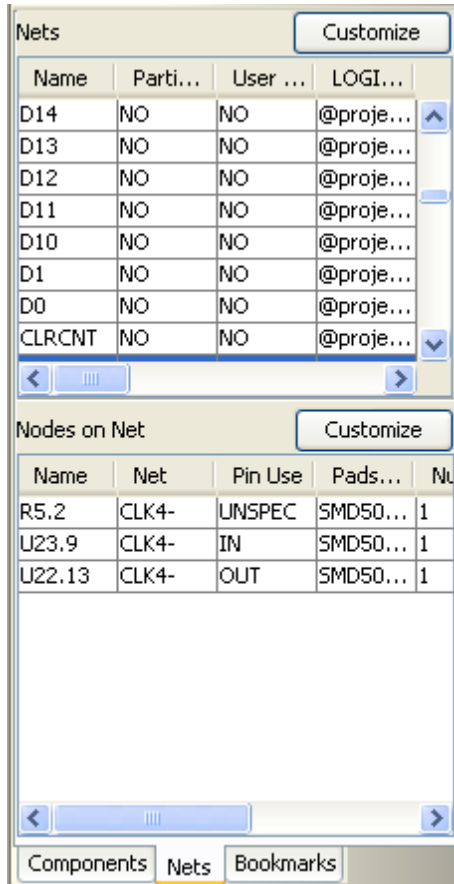 Nets Customize
Name Parti... User ... LOGI...
D14 NO NO @proje...
D13 NO NO @proje...
D12 NO NO @proje...
D11 NO NO @proje...
D10 NO NO @proje...
D1 NO NO @proje...
D0 NO NO @proje...
CLRCNT NO NO @proje...
Nodes on Net Customize
Name Net Pin Use Pads... Nu
R5.2 CLK4- UNSPEC SMD50... 1
U23.9 CLK4- IN SMD50... 1
U22.13 CLK4- OUT SMD50... 1
Components Nets Bookmarks